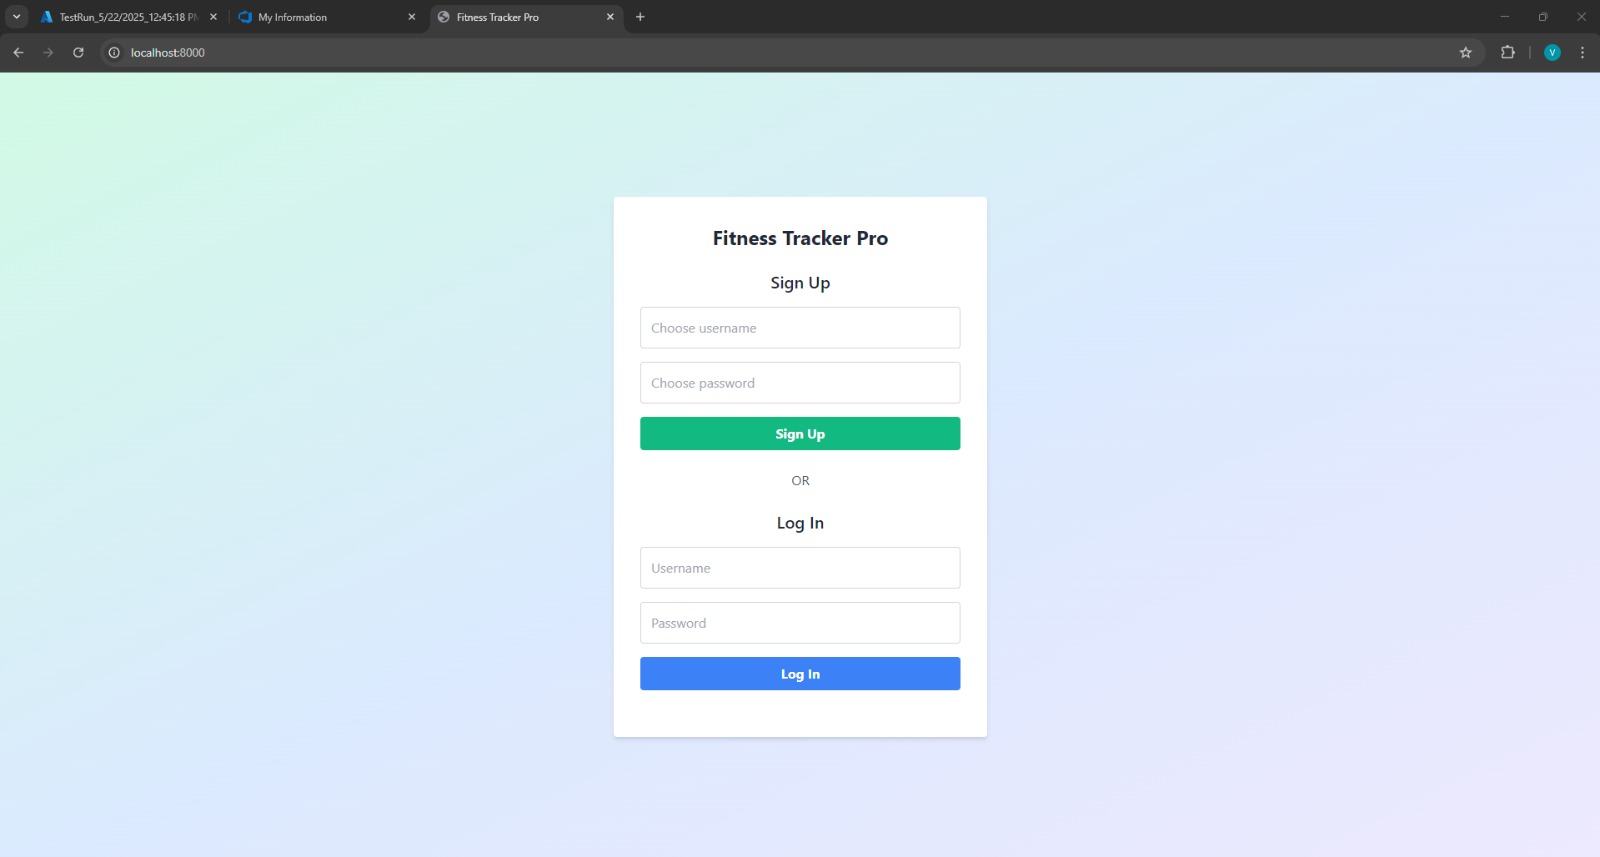 TestRun_5/22/2025_12:45:18 P
My Information
Fitness Tracker Pro
localhost:8000
V
Fitness Tracker Pro
Sign Up
Choose username
Choose password
Sign Up
OR
Log In
Username
Password
Log In